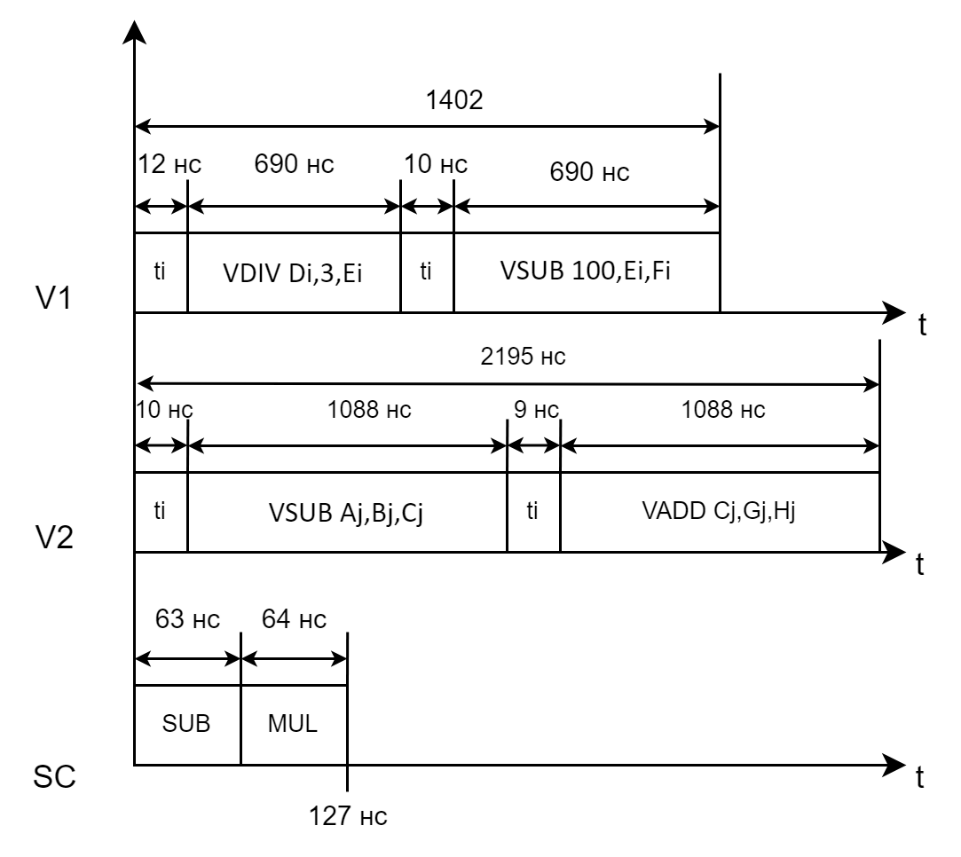 1402
12 нс 690 нс 10 нс 690 нс
ti VDIV Di,3,Ei ti VSUB 100,Ei,Fi
V1
t
2195 нс
10 нс 1088 нс 9 нс 1088 нс
ti VSUB Aj,Bj,Cj ti VADD Cj,Gj,Hj
V2
t
63 нс 64 нс
SUB MUL
SC
t
127 нс